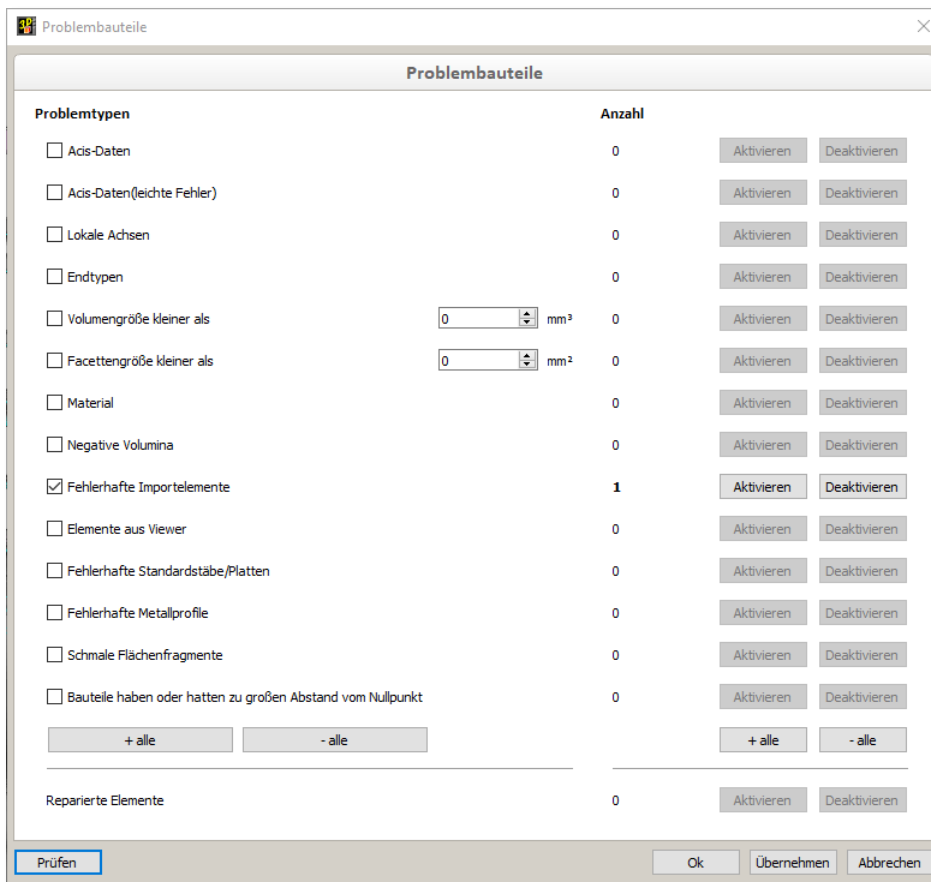 Problembauteile
Problembauteile
Problemtypen Anzahl
Acis-Daten 0 Aktivieren Deaktivieren
Acis-Daten(leichte Fehler) 0 Aktivieren Deaktivieren
Lokale Achsen 0 Aktivieren Deaktivieren
Endtypen 0 Aktivieren Deaktivieren
Volumengröße kleiner als 0 mm³ 0 Aktivieren Deaktivieren
Facettengröße kleiner als 0 mm² 0 Aktivieren Deaktivieren
Material 0 Aktivieren Deaktivieren
Negative Volumina 0 Aktivieren Deaktivieren
Fehlerhafte Importelemente 1 Aktivieren Deaktivieren
Elemente aus Viewer 0 Aktivieren Deaktivieren
Fehlerhafte Standardstäbe/Platten 0 Aktivieren Deaktivieren
Fehlerhafte Metallprofile 0 Aktivieren Deaktivieren
Schmale Flächenfragmente 0 Aktivieren Deaktivieren
Bauteile haben oder hatten zu großen Abstand vom Nullpunkt 0 Aktivieren Deaktivieren
+ alle - alle + alle - alle
Reparierte Elemente 0 Aktivieren Deaktivieren
Prüfen Ok Übernehmen Abbrechen